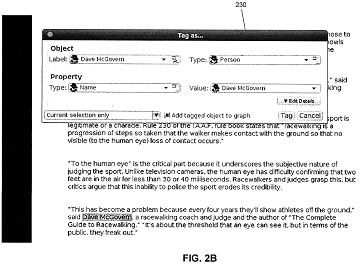 230
nose to
howls
the
Tag as...
Object
Label: Dave McGovern
Type: Person
Property
Type: Name
Value: Dave McGovern
Edit Details
said
king
Current selection only
Add tagged object to graph
Tag
Cancel
sport is
legitimate or a charade. Rule 230 of the I.A.A.F. rule book states that "racewalking is a
progression of steps so taken that the walker makes contact with the ground so that no
visible (to the human eye) loss of contact occurs."
"To the human eye" is the critical part because it underscores the subjective nature of
judging the sport. Unlike television cameras, the human eye has difficulty confirming that two
feet are in the air for less than 30 or 40 milliseconds. Racewalkers and judges grasp this, but
critics argue that this inability to police the sport erodes its credibility.
"This has become a problem because every four years they'll show athletes off the ground,"
said Dave McGovern, a racewalking coach and judge and the author of "The Complete
Guide to Racewalking." "It's about the threshold that an eye can see it, but in terms of the
public, they freak out."
FIG. 2B